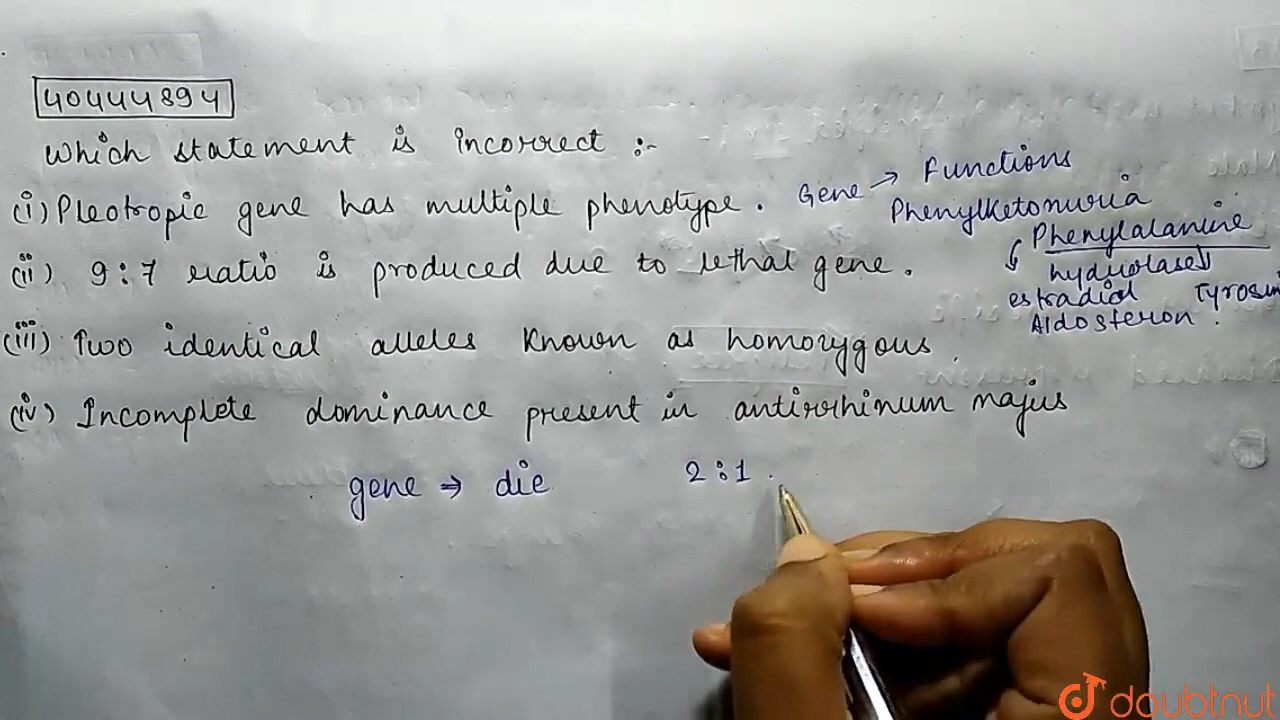 40444894
Which statement is incorrect :-
(i) Pleotropic gene has multiple phenotype.
Gene → Functions
Phenylketonuria
Phenylalanine
hydrolases
estradiol Tyrosin
Aldosteron.
(ii) 9:7 ratio is produced due to lethal gene.
(iii) Two identical alleles known as homozygous.
(iv) Incomplete dominance present in antirrhinum majus
gene → die 2:1.
doubtnut